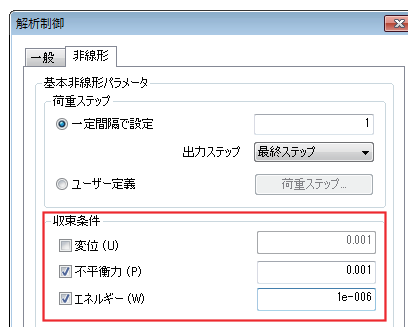 解析制御
一般 非線形
基本非線形パラメータ
荷重ステップ
一定間隔で設定 1
出力ステップ 最終ステップ
ユーザー定義 荷重ステップ...
収束条件
変位 (U) 0.001
不平衡力 (P) 0.001
エネルギー (W) 1e-006